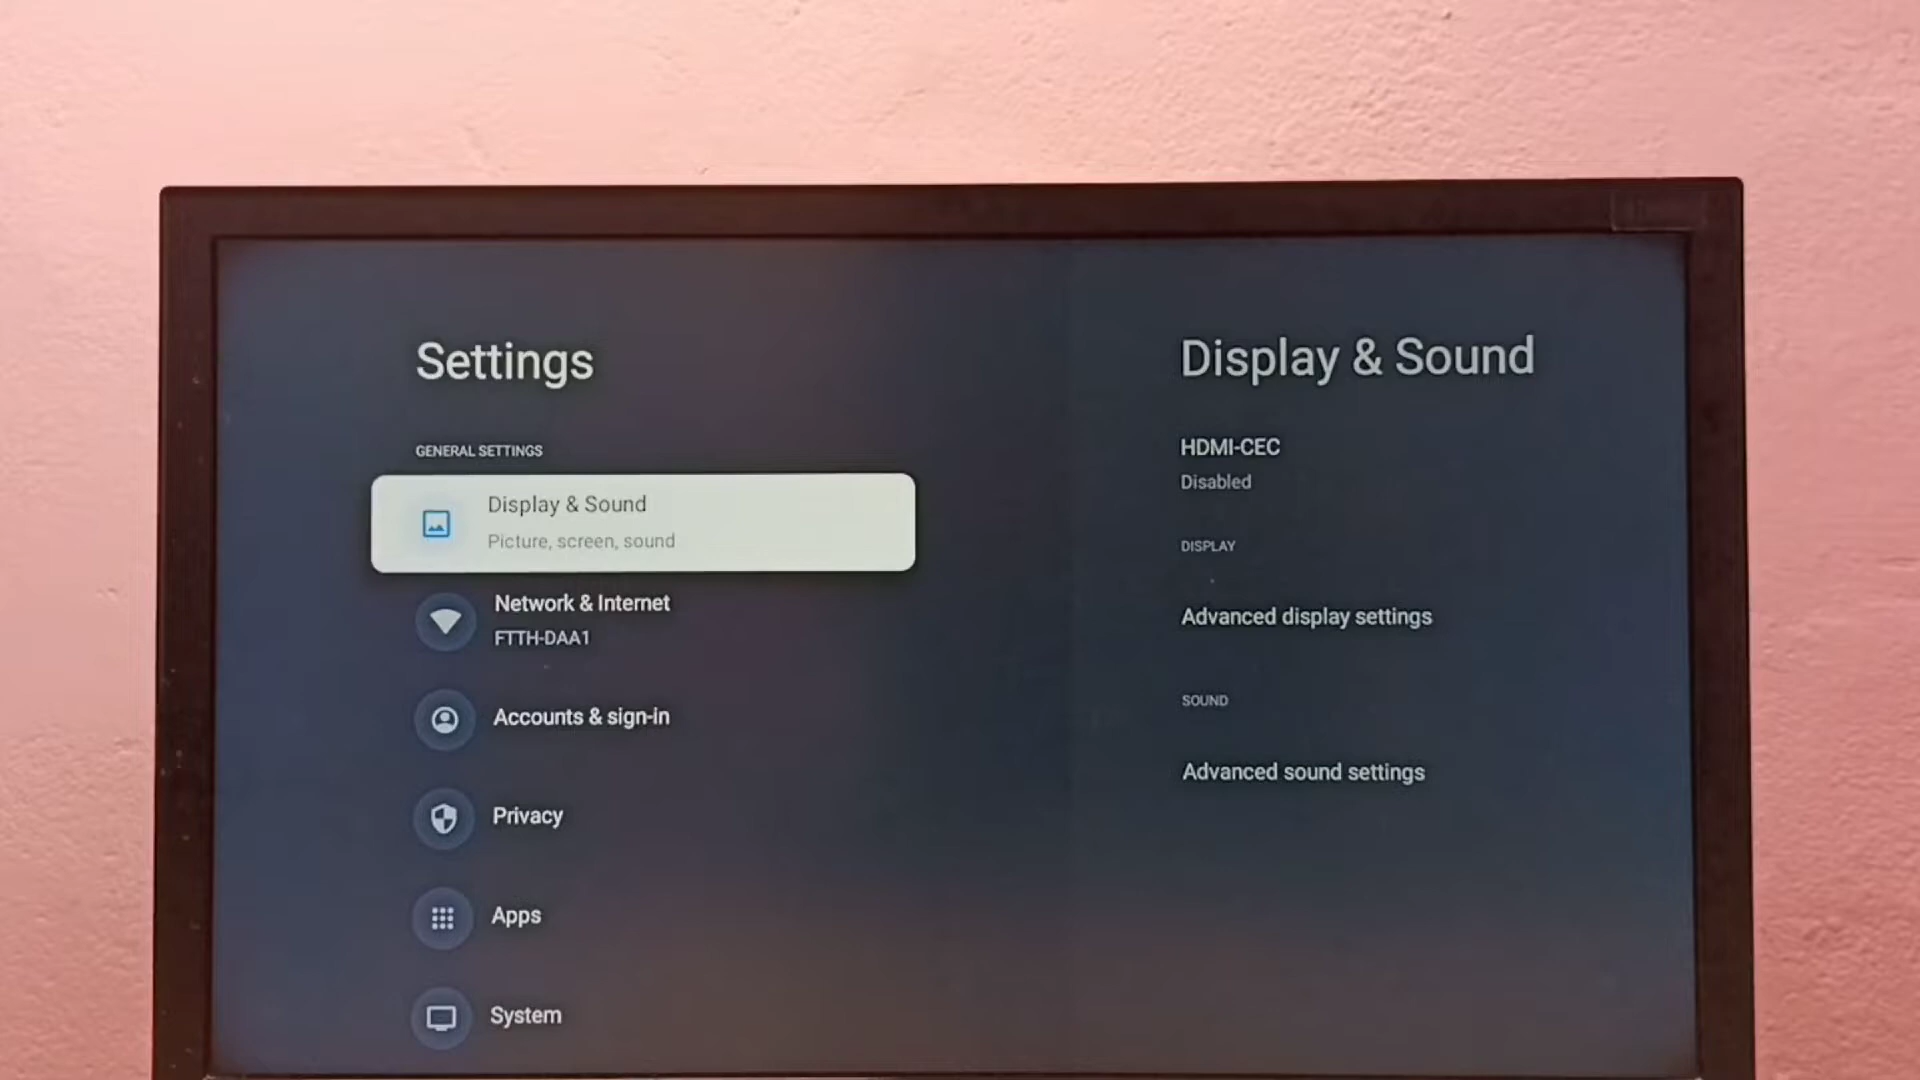 Settings
GENERAL SETTINGS
Display & Sound
Picture, screen, sound
Network & Internet
FTTH-DAA1
Accounts & sign-in
Privacy
Apps
System
Display & Sound
HDMI-CEC
Disabled
DISPLAY
Advanced display settings
SOUND
Advanced sound settings